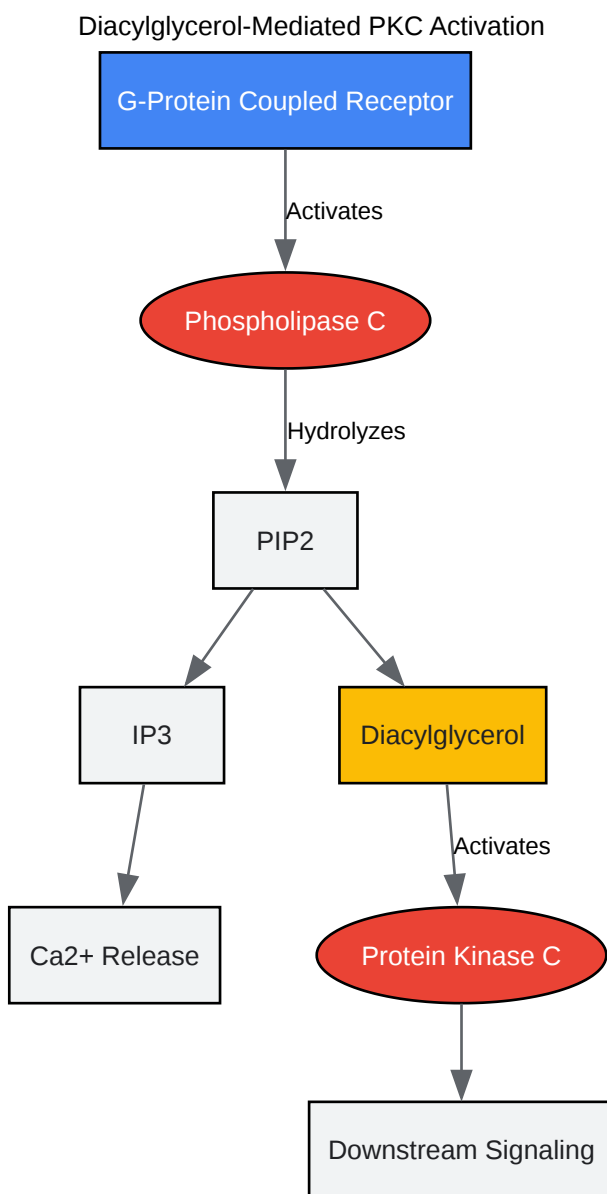 Diacylglycerol-Mediated PKC Activation
G-Protein Coupled Receptor
Activates
Phospholipase C
Hydrolyzes
PIP2
IP3
Diacylglycerol
Activates
Ca2+ Release
Protein Kinase C
Downstream Signaling